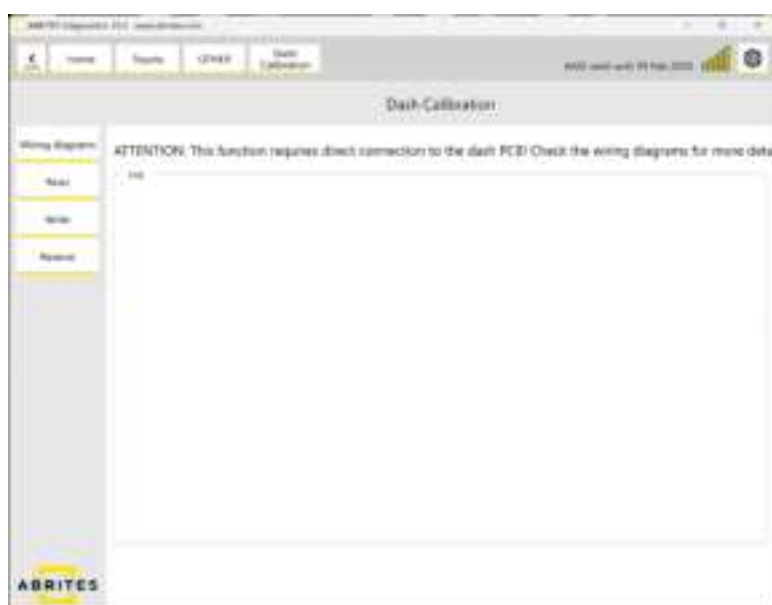 Home
Toyota
OTHER
Dash
Calibration
Dash Calibration
Wiring diagrams
ATTENTION: This function requires direct connection to the dash PCB! Check the wiring diagrams for more deta
Read
Write
ABRITES